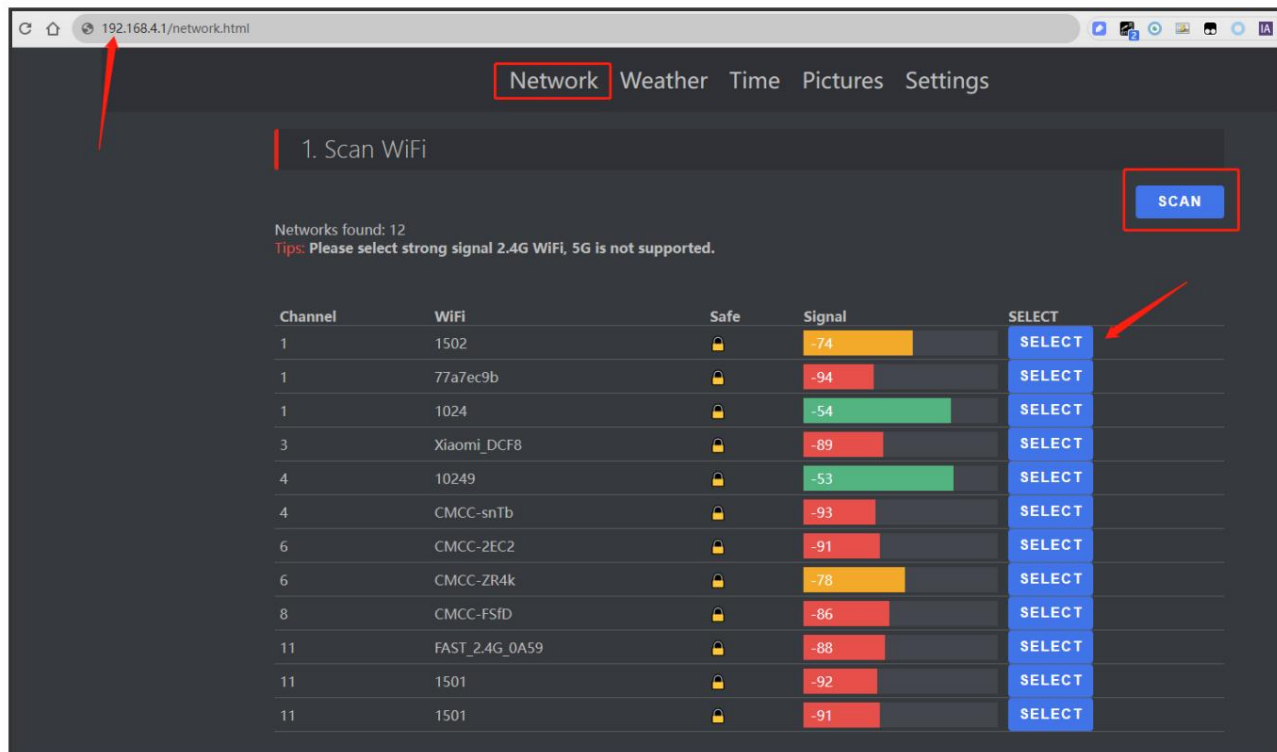 192.168.4.1/network.html
2
IA
Network Weather Time Pictures Settings
1. Scan WiFi
SCAN
Networks found: 12
Tips: Please select strong signal 2.4G WiFi, 5G is not supported.
Channel WiFi Safe Signal SELECT
1 1502 -74 SELECT
1 77a7ec9b -94 SELECT
1 1024 -54 SELECT
3 Xiaomi_DCF8 -89 SELECT
4 10249 -53 SELECT
4 CMCC-snTb -93 SELECT
6 CMCC-2EC2 -91 SELECT
6 CMCC-ZR4k -78 SELECT
8 CMCC-FSfD -86 SELECT
11 FAST_2.4G_0A59 -88 SELECT
11 1501 -92 SELECT
11 1501 -91 SELECT